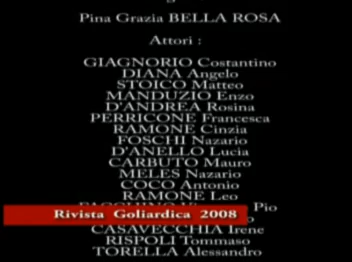 Pina Grazia BELLA ROSA
Attori :
GIAGNORIO Costantino
DIANA Angelo
STOICO Matteo
MANDUZIO Enzo
D'ANDREA Rosina
PERRICONE Francesca
RAMONE Cinzia
FOSCHI Nazario
D'ANELLO Lucia
CARBUTO Mauro
MELES Nazario
COCO Antonio
RAMONE Leo
Pio
Rivista Goliardica 2008
CASAVECCHIA Irene
RISPOLI Tommaso
TORELLA Alessandro